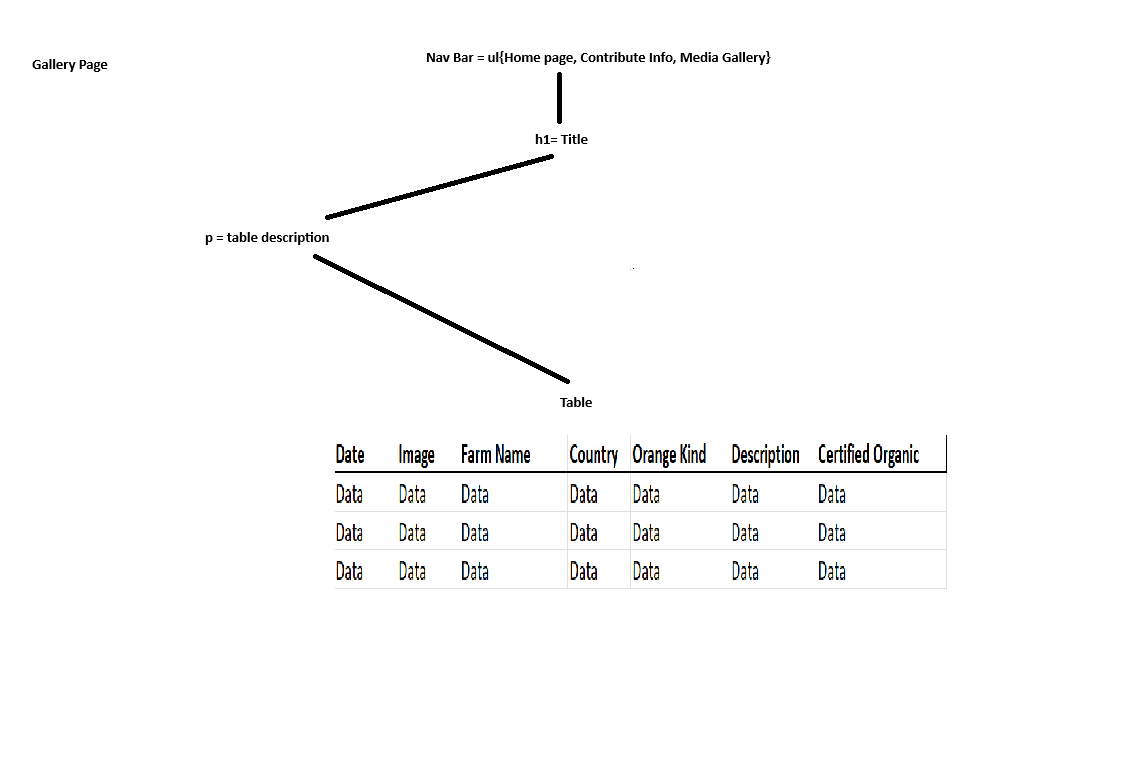 Gallery Page
Nav Bar = ul{Home page, Contribute Info, Media Gallery}
h1= Title
p = table description
Table
Date Image Farm Name Country Orange Kind Description Certified Organic
Data Data Data Data Data Data Data
Data Data Data Data Data Data Data
Data Data Data Data Data Data Data